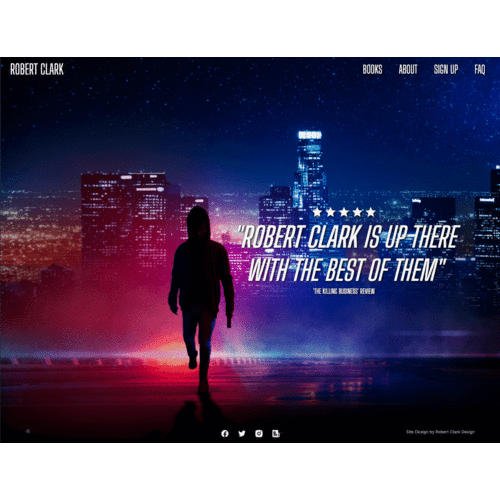 ROBERT CLARK
BOOKS ABOUT SIGN UP FAQ
"ROBERT CLARK IS UP THERE
WITH THE BEST OF THEM"
'THE KILLING BUSINESS' REVIEW
Site Design by Robert Clark Design